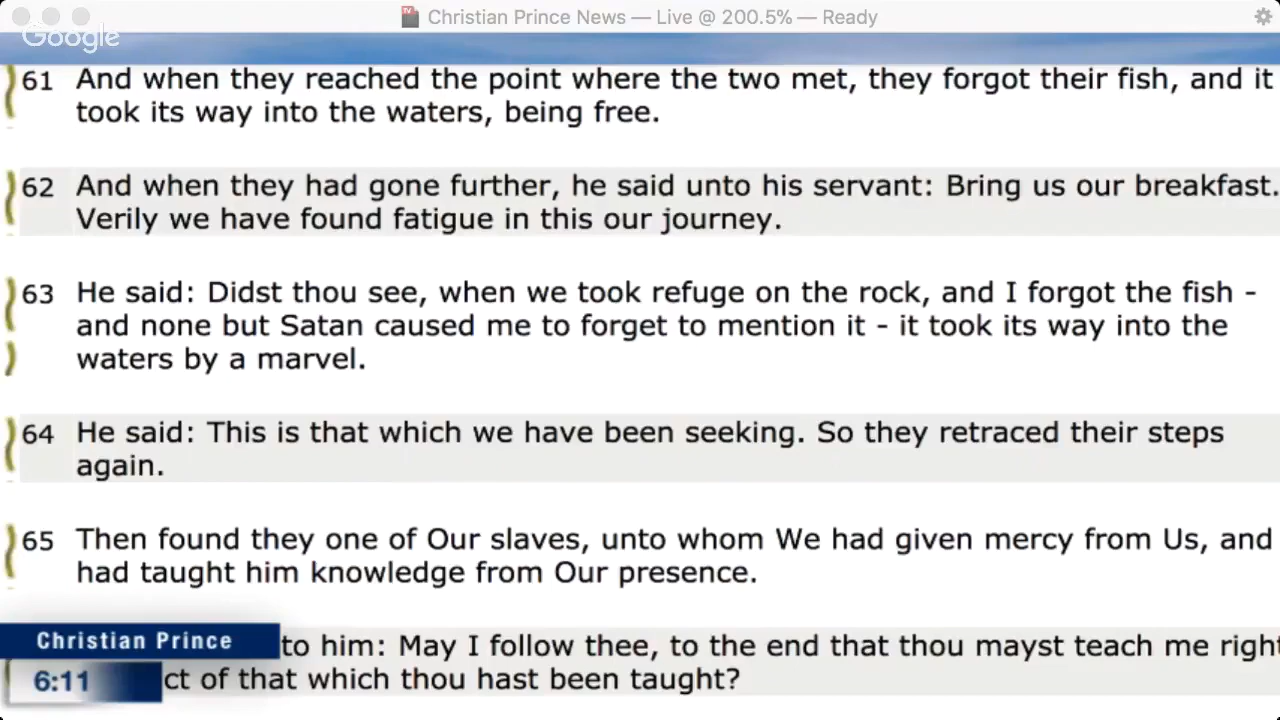 Christian Prince News — Live @ 200.5% — Ready
Google
61 And when they reached the point where the two met, they forgot their fish, and it
took its way into the waters, being free.
62 And when they had gone further, he said unto his servant: Bring us our breakfast.
Verily we have found fatigue in this our journey.
63 He said: Didst thou see, when we took refuge on the rock, and I forgot the fish -
and none but Satan caused me to forget to mention it - it took its way into the
waters by a marvel.
64 He said: This is that which we have been seeking. So they retraced their steps
again.
65 Then found they one of Our slaves, unto whom We had given mercy from Us, and
had taught him knowledge from Our presence.
Christian Prince
to him: May I follow thee, to the end that thou mayst teach me right
6:11
ct of that which thou hast been taught?